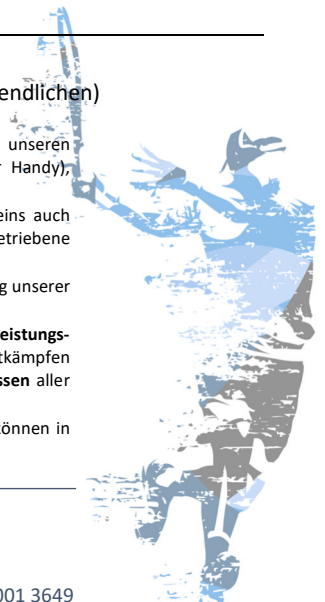 endlichen)
unseren
Handy),
eins auch
etriebene
g unserer
eistungs-
tkämpfen
ssen aller
önnen in
001 3649